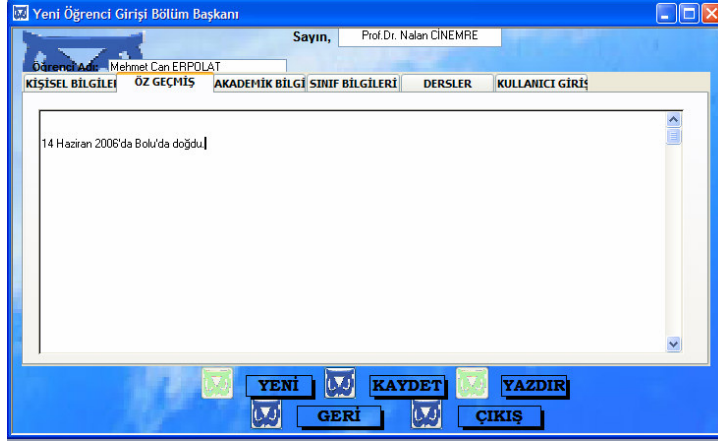 Yeni Öğrenci Girişi Bölüm Başkanı
Sayın, Prof.Dr. Nalan CİNEMRE
Öğrenci Adı: Mehmet Can ERPOLAT
KİŞİSEL BİLGİLEI ÖZ GEÇMİŞ AKADEMİK BİLGİ SINIF BİLGİLERİ DERSLER KULLANICI GİRİŞ
14 Haziran 2006'da Bolu'da doğdu.
YENİ KAYDET YAZDIR
GERİ ÇIKIŞ